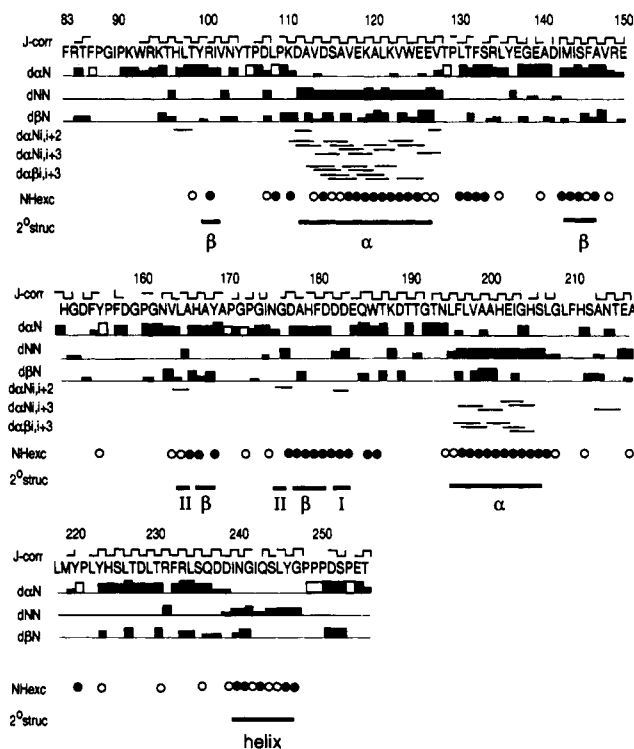 83 90 100 110 120 130 140 150
J-corr
FRTFPGIPKWRKTHLTYRIVNYTPDLPKDAVDSAVEKALKVWEEVTPLTFSRLYEGEADIMISFAVRE
dαN
dNN
dβN
dαNi,i+2
dαNi,i+3
dαβi,i+3
NHexc
2°struc
β α β
160 170 180 190 200 210
J-corr
HGDFYPFDGPGNVLAHAYAPGPGINGDAHFDDDEQWTKDTTGTNLFLVAAHEIGHSLGLFHSANTEA
dαN
dNN
dβN
dαNi,i+2
dαNi,i+3
dαβi,i+3
NHexc
2°struc
II β II β I α
220 230 240 250
J-corr
LMYPLYHSLTDLTRFRLSQDDINGIQSLYGPPPDSPET
dαN
dNN
dβN
NHexc
2°struc
helix